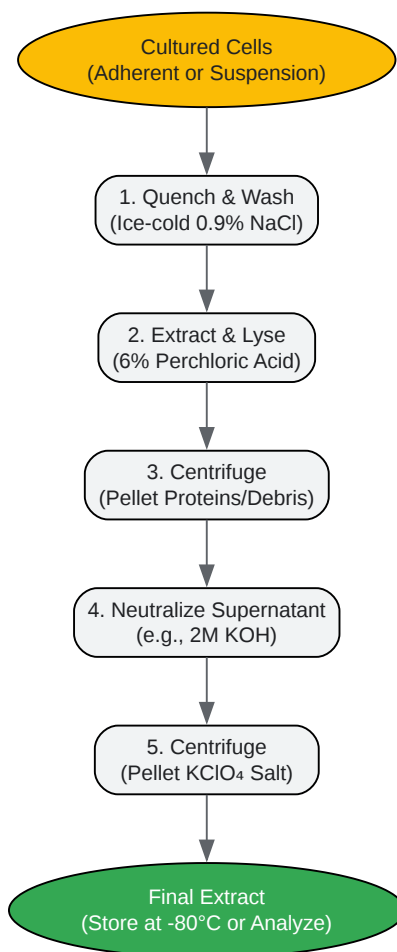 Cultured Cells
(Adherent or Suspension)
1. Quench & Wash
(Ice-cold 0.9% NaCl)
2. Extract & Lyse
(6% Perchloric Acid)
3. Centrifuge
(Pellet Proteins/Debris)
4. Neutralize Supernatant
(e.g., 2M KOH)
5. Centrifuge
(Pellet KClO₄ Salt)
Final Extract
(Store at -80°C or Analyze)